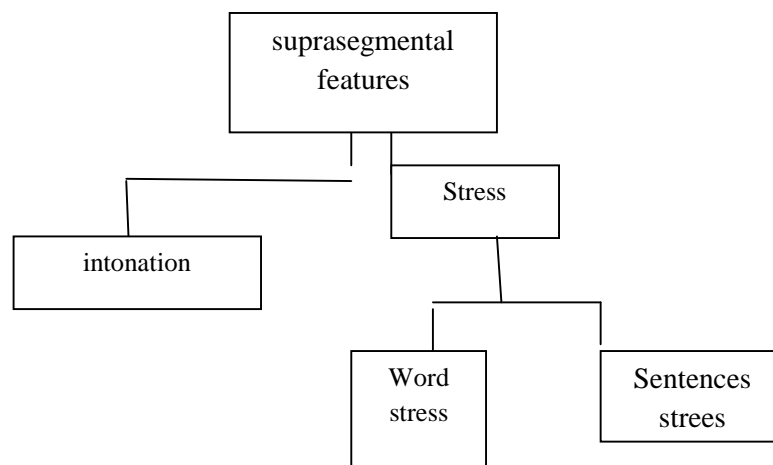 suprasegmental
features
Stress
intonation
Word
stress
Sentences
strees